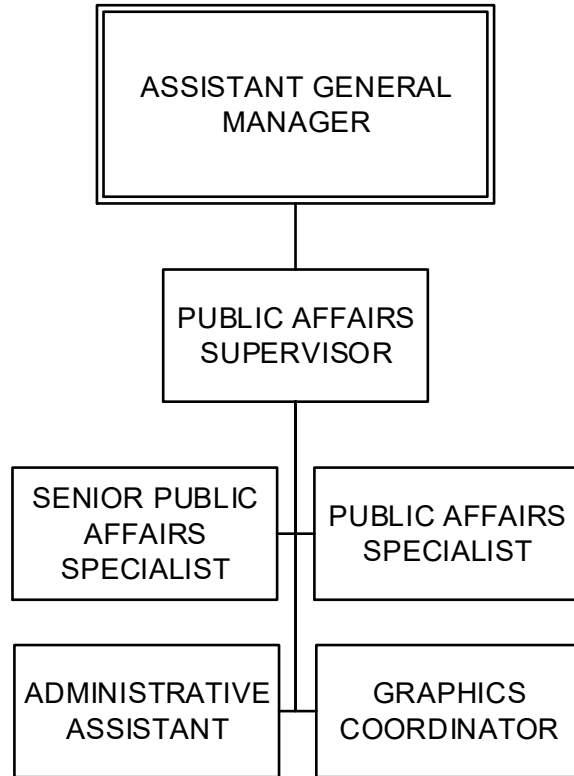 ASSISTANT GENERAL
MANAGER
PUBLIC AFFAIRS
SUPERVISOR
SENIOR PUBLIC
AFFAIRS
SPECIALIST
PUBLIC AFFAIRS
SPECIALIST
ADMINISTRATIVE
ASSISTANT
GRAPHICS
COORDINATOR